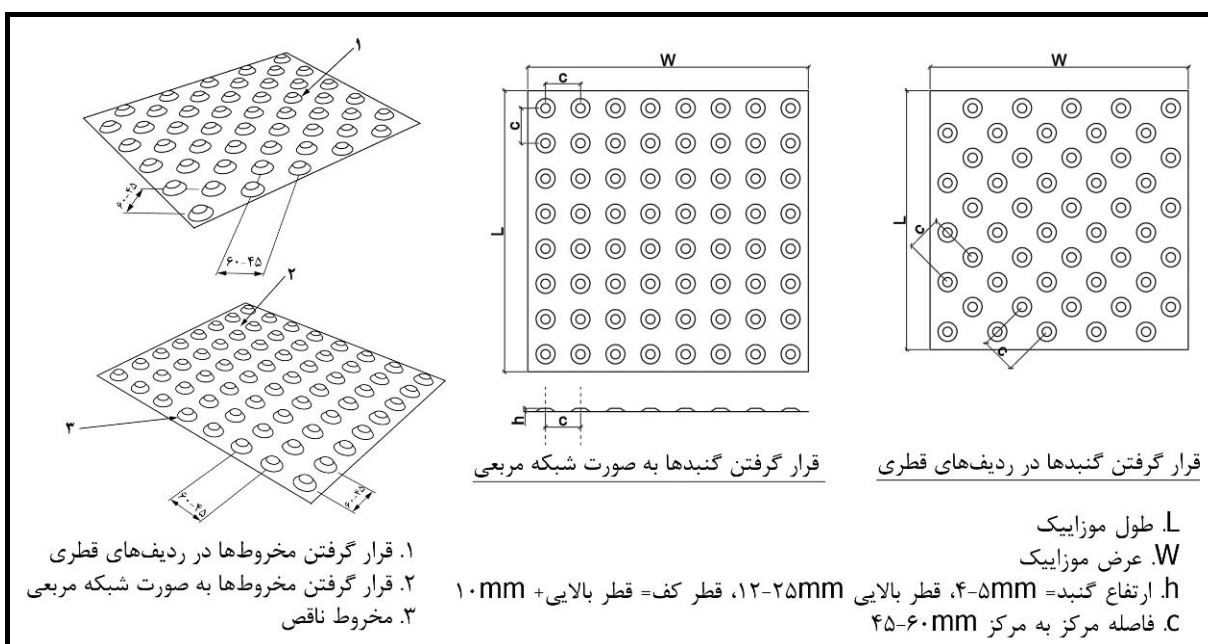 ۱
۶۰-۴۵
۶۰-۴۵
۲
۳
۶۰-۴۵
۶۰-۴۵
۱. قرار گرفتن مخروط‌ها در ردیف‌های قطری
۲. قرار گرفتن مخروط‌ها به صورت شبکه مربعی
۳. مخروط ناقص
W
c
c
L
h
c
قرار گرفتن گنبدها به صورت شبکه مربعی
W
L
c
c
قرار گرفتن گنبدها در ردیف‌های قطری
L. طول موزاییک
W. عرض موزاییک
h. ارتفاع گنبد= ۴-۵mm، قطر بالایی ۱۲-۲۵mm، قطر کف= قطر بالایی+ ۱۰mm
c. فاصله مرکز به مرکز ۴۵-۶۰mm